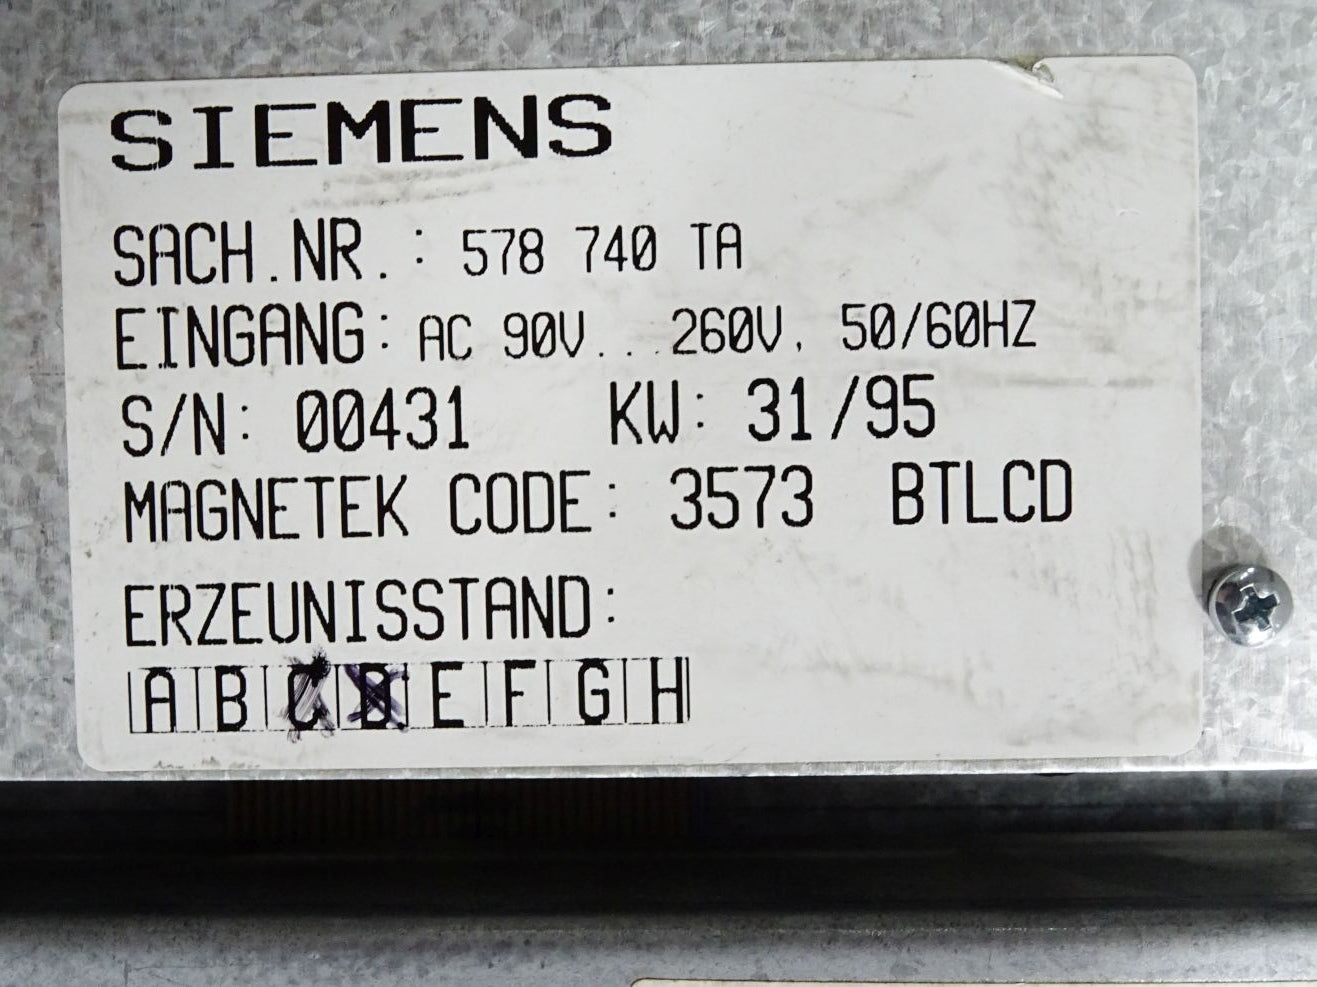 SIEMENS
SACH.NR.: 578 740 TA
EINGANG: AC 90V...260V, 50/60HZ
S/N: 00431 KW: 31/95
MAGNETEK CODE: 3573 BTLCD
ERZEUNISSTAND:
|A|B|C|D|E|F|G|H|